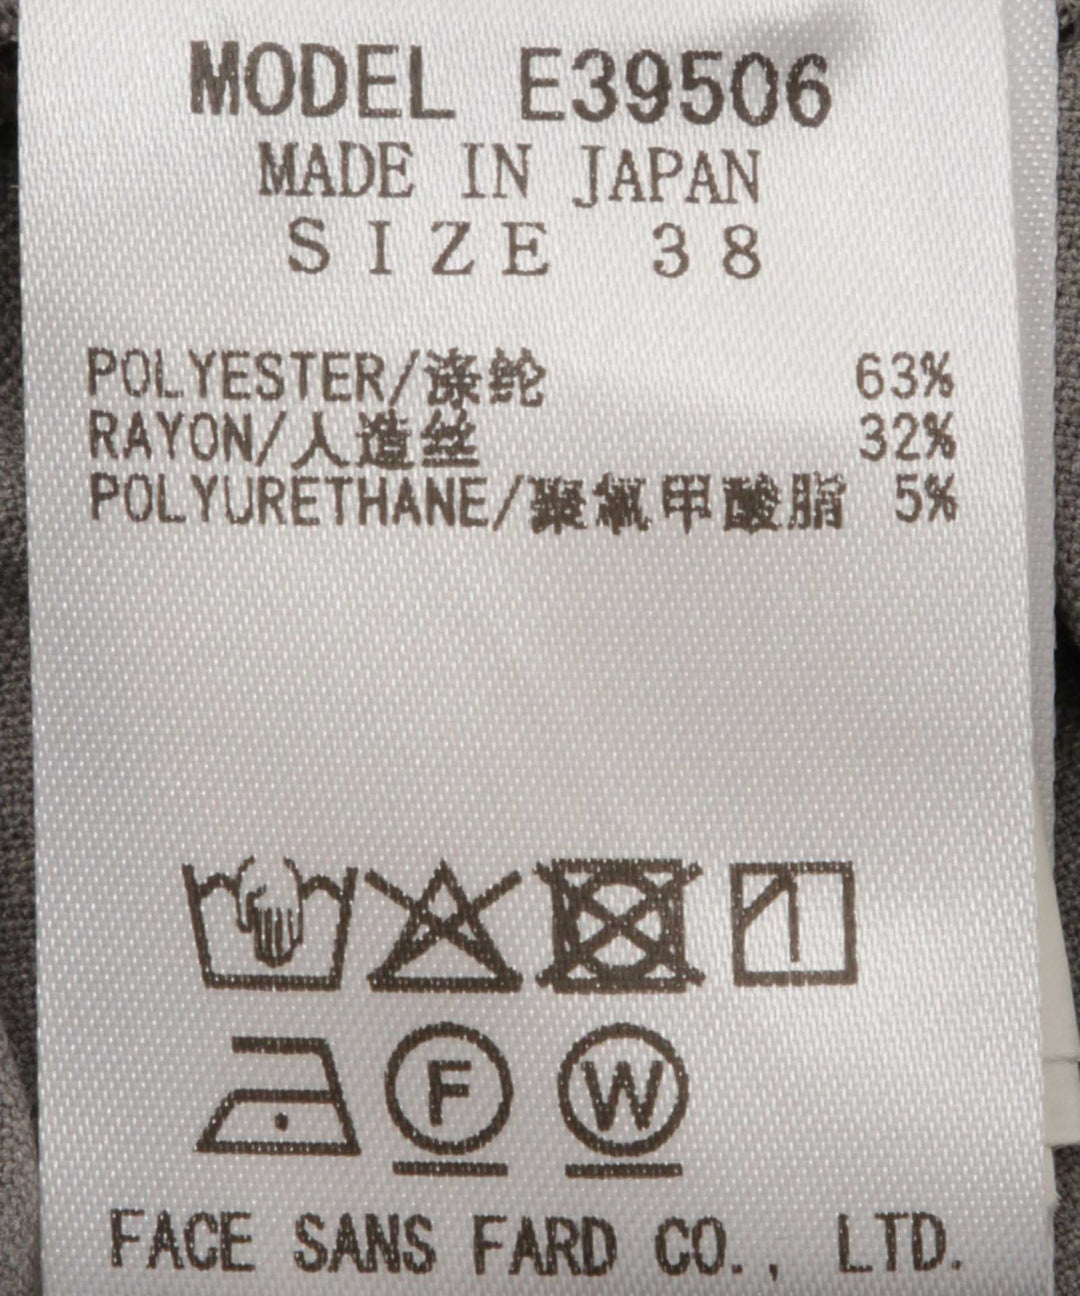 MODEL E39506
MADE IN JAPAN
SIZE 38
POLYESTER/涤纶 63%
RAYON/人造丝 32%
POLYURETHANE/聚氧甲酸脂 5%
F W
FACE SANS FARD CO., LTD.